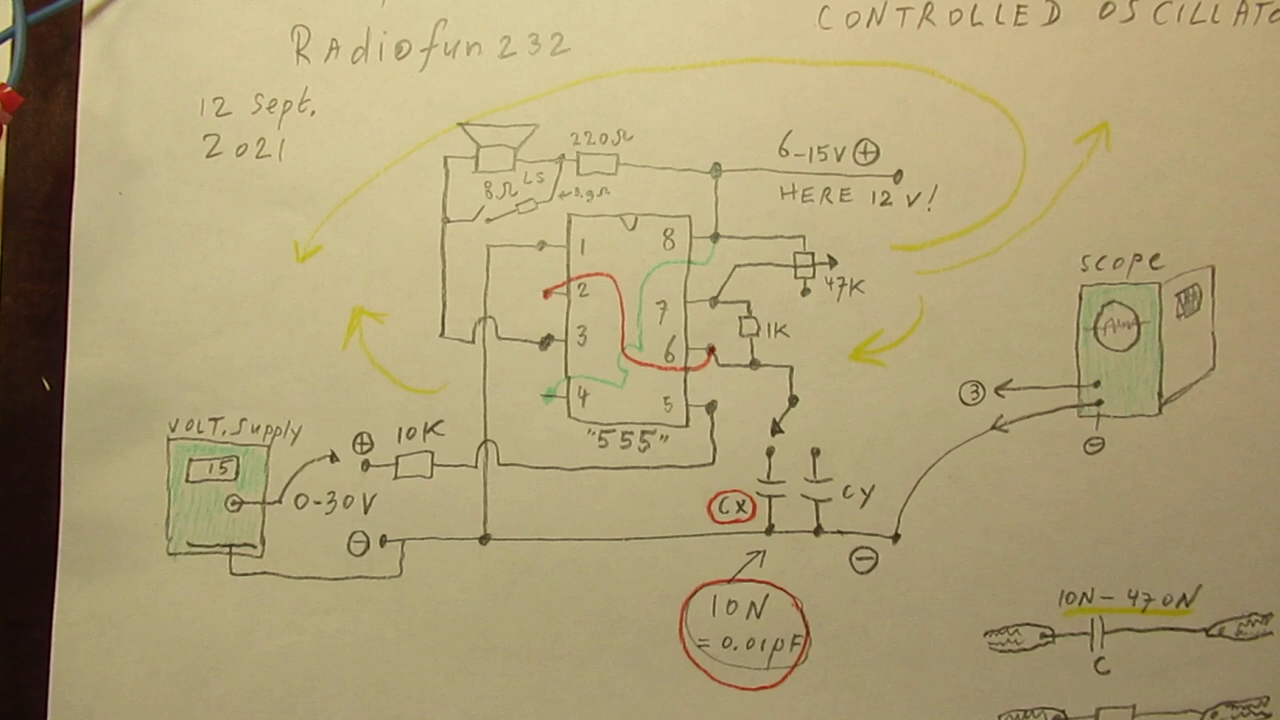 CONTROLLED OSCILLATO
Radiofun232
12 Sept.
2021
220Ω
6-15V ⊕
HERE 12V!
8Ω LS
3.9Ω
1
2
3
4
8
7
6
5
"555"
47K
1K
SCOPE
③
⊖
VOLT. Supply
15
⊕
10K
0-30V
⊖
CX
CY
⊖
10N
= 0.01µF
10N-470N
C